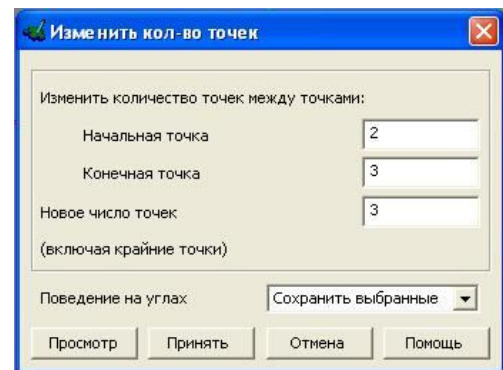 Изменить кол-во точек
Изменить количество точек между точками:
Начальная точка 2
Конечная точка 3
Новое число точек 3
(включая крайние точки)
Поведение на углах Сохранить выбранные
Просмотр Принять Отмена Помощь